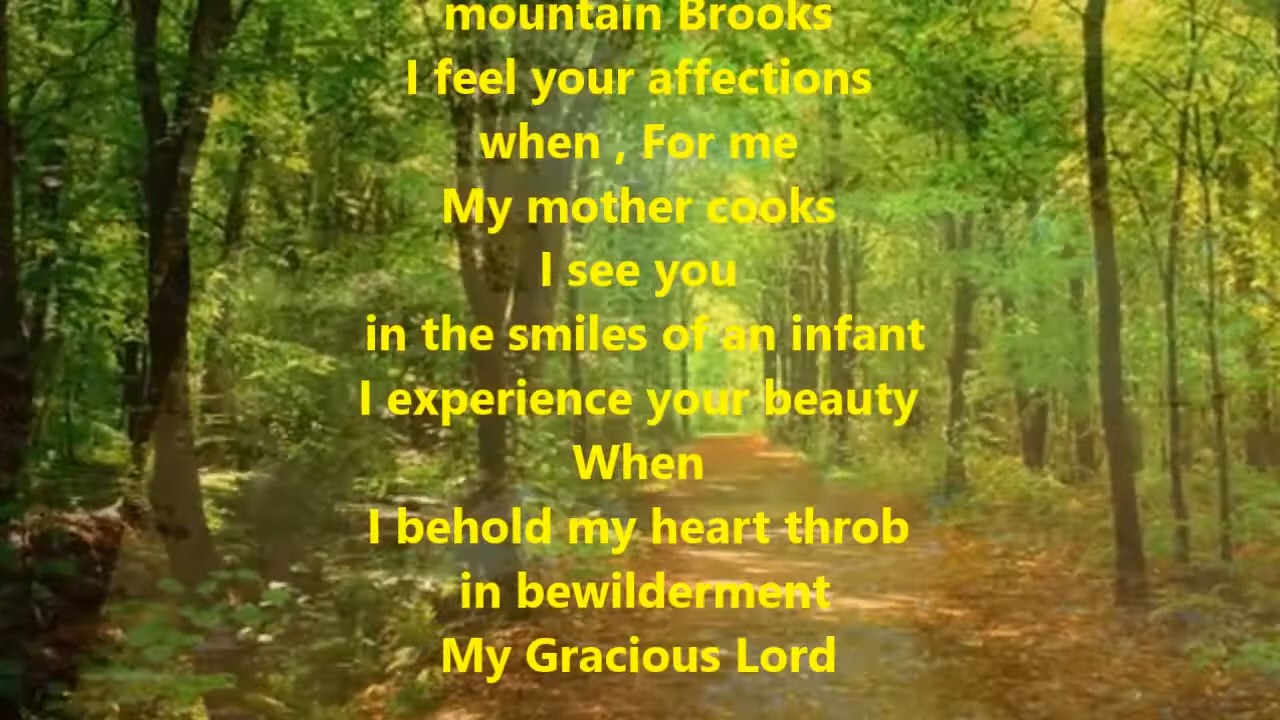 mountain Brooks
I feel your affections
when , For me
My mother cooks
I see you
in the smiles of an infant
I experience your beauty
When
I behold my heart throb
in bewilderment
My Gracious Lord